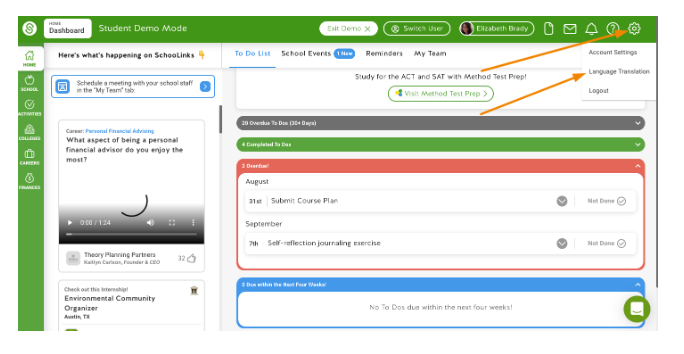 HOME
Dashboard
Student Demo Mode
Exit Demo X
Switch User
Elizabeth Brady
HOME
SCHOOL
ACTIVITIES
COLLEGES
CAREERS
FINANCES
Here's what's happening on SchooLinks
Schedule a meeting with your school staff
in the "My Team" tab:
Career: Personal Financial Advising
What aspect of being a personal
financial advisor do you enjoy the
most?
0:00 / 1:24
Theory Planning Partners
Kaitlyn Carlson, Founder & CEO
32
Check out this Internship!
Environmental Community
Organizer
Austin, TX
To Do List
School Events 1 New
Reminders
My Team
Study for the ACT and SAT with Method Test Prep!
Visit Method Test Prep >
20 Overdue To Dos (30+ Days)
4 Completed To Dos
2 Overdue!
August
31st Submit Course Plan
Not Done
September
7th Self-reflection journaling exercise
Not Done
0 Due within the Next Four Weeks!
No To Dos due within the next four weeks!
Account Settings
Language Translation
Logout